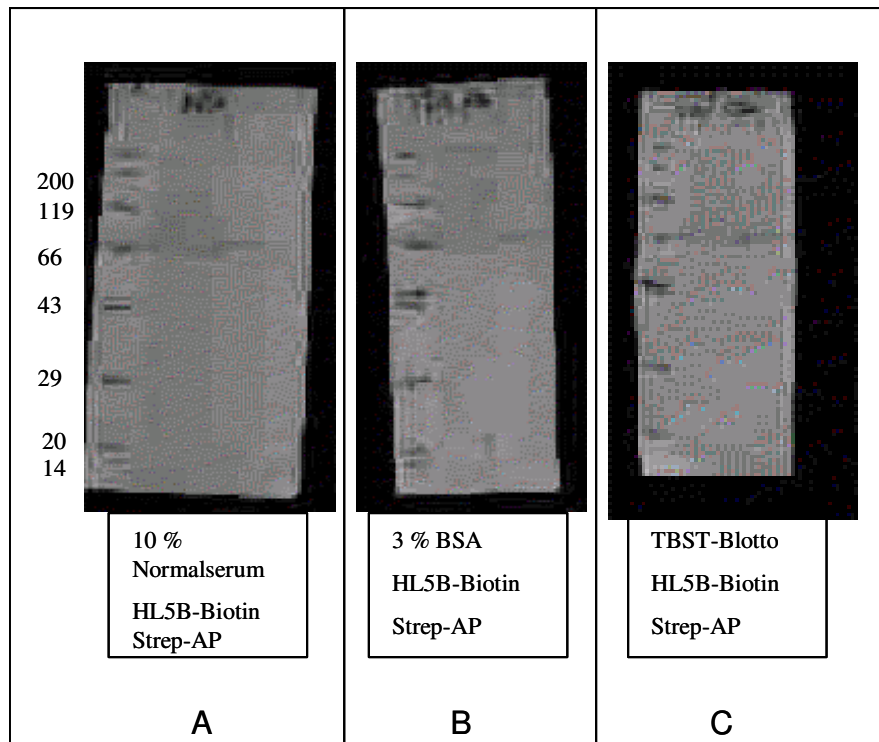 200
119
66
43
29
20
14
10 %
Normalserum
HL5B-Biotin
Strep-AP
3 % BSA
HL5B-Biotin
Strep-AP
TBST-Blotto
HL5B-Biotin
Strep-AP
A
B
C